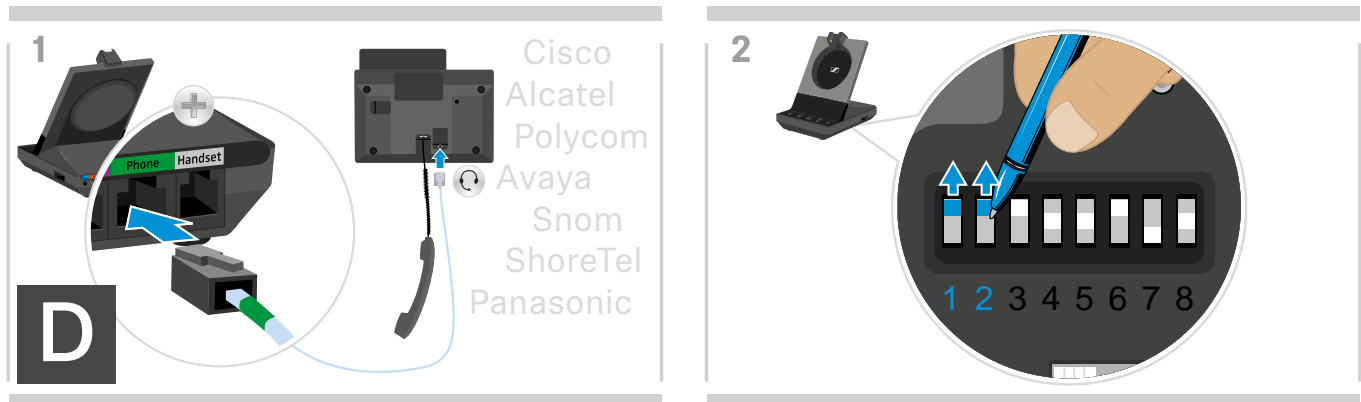 1
Cisco
Alcatel
Polycom
Avaya
Snom
ShoreTel
Panasonic
Phone Handset
D
2
1 2 3 4 5 6 7 8